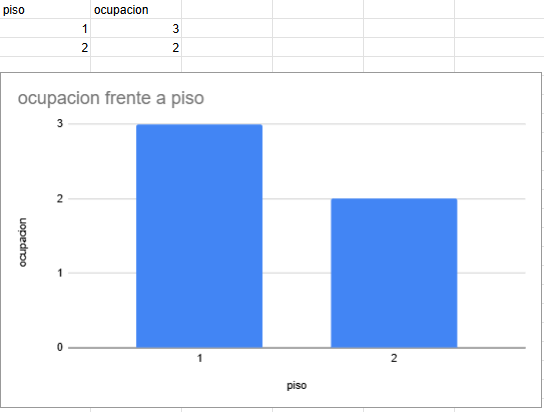 piso ocupacion
1 3
2 2
ocupacion frente a piso
3
2
1
0
ocupacion
1 2
piso